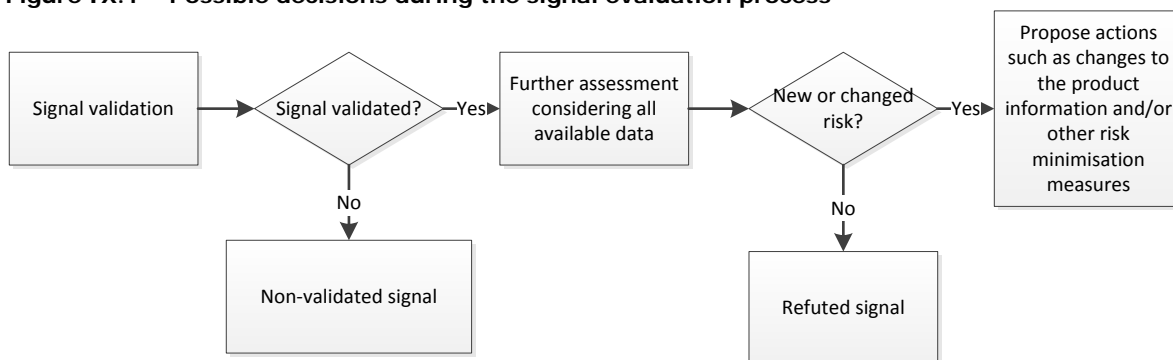 Figure IX.1 Possible decisions during the signal evaluation process
Signal validation
Signal validated?
Yes
Further assessment
considering all
available data
New or changed
risk?
Yes
Propose actions
such as changes to
the product
information and/or
other risk
minimisation
measures
No
Non-validated signal
No
Refuted signal